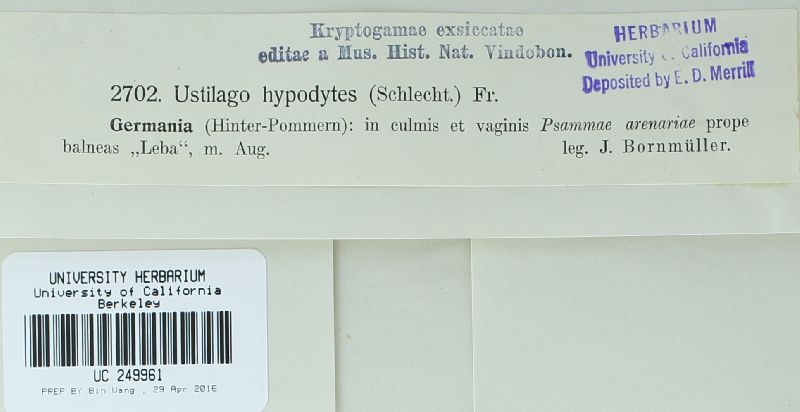 Kryptogamae exsiccatae
editae a Mus. Hist. Nat. Vindobon.
HERBARIUM
University of California
Deposited by E. D. Merrill
2702. Ustilago hypodytes (Schlecht.) Fr.
Germania (Hinter-Pommern): in culmis et vaginis Psammae arenariae prope
balneas „Leba“, m. Aug.
leg. J. Bornmüller.
UNIVERSITY HERBARIUM
University of California
Berkeley
UC 249961
PREP BY Bin Wang , 29 Apr 2016